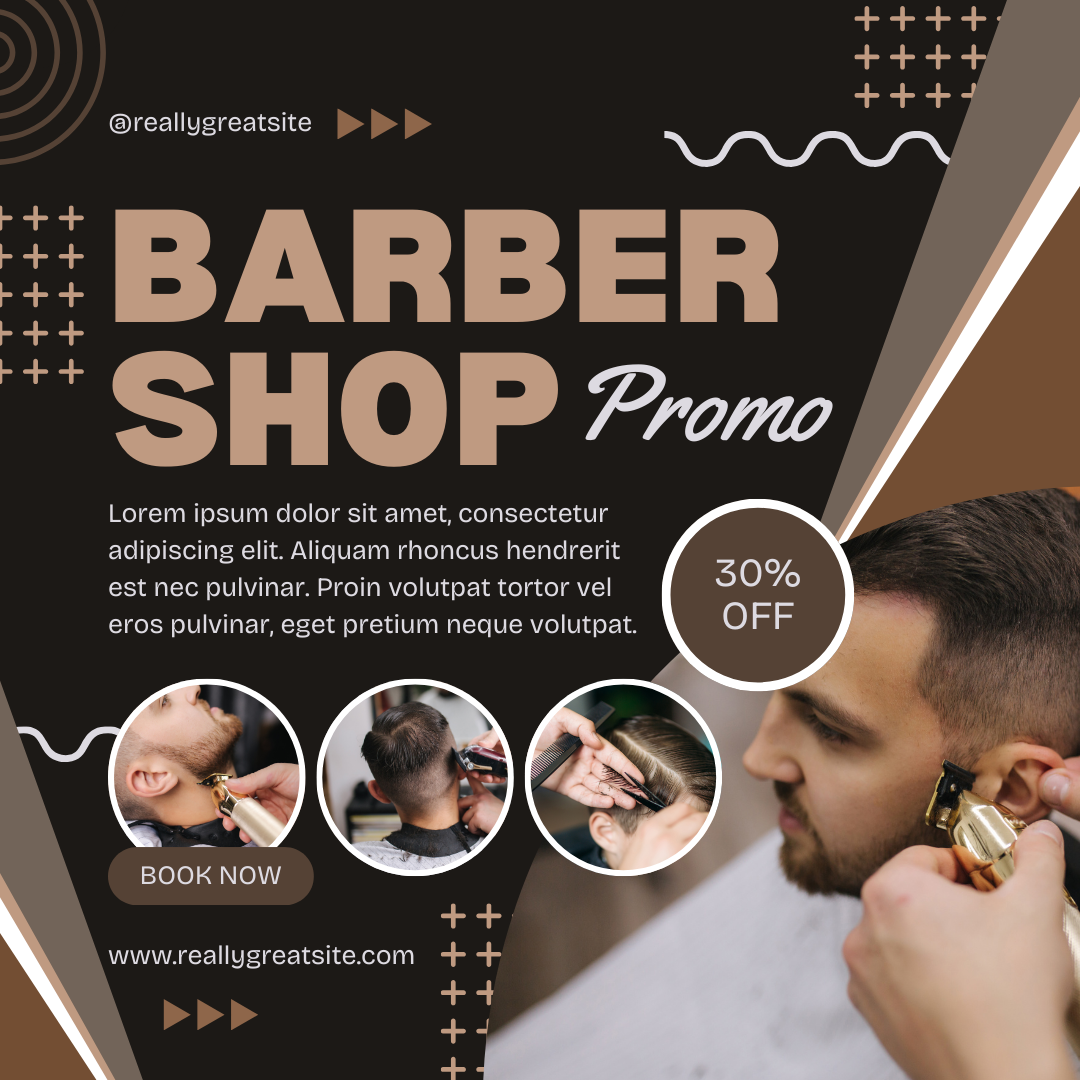 @reallygreatsite
BARBER
SHOP Promo
Lorem ipsum dolor sit amet, consectetur
adipiscing elit. Aliquam rhoncus hendrerit
est nec pulvinar. Proin volutpat tortor vel
eros pulvinar, eget pretium neque volutpat.
30%
OFF
BOOK NOW
www.reallygreatsite.com